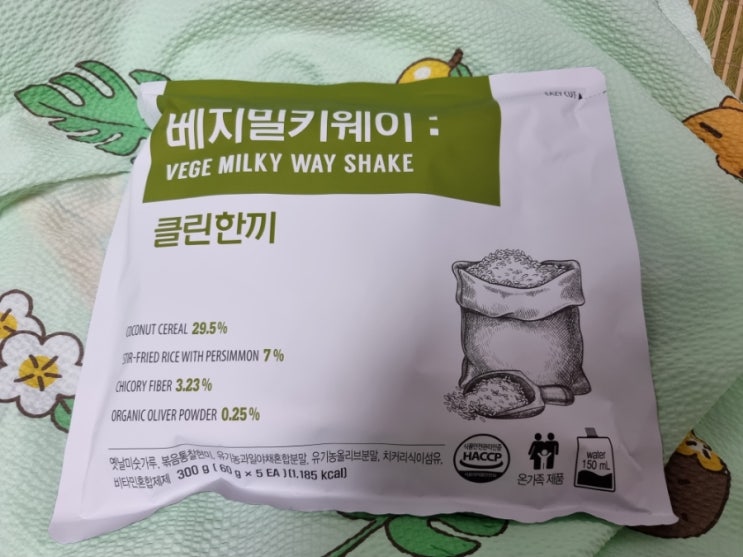 EASY CUT
베지밀키웨이 :
VEGE MILKY WAY SHAKE
클린한끼
COCONUT CEREAL 29.5%
STIR-FRIED RICE WITH PERSIMMON 7%
CHICORY FIBER 3.23%
ORGANIC OLIVER POWDER 0.25%
옛날미숫가루, 볶음통찰현미, 유기농과일야채혼합분말, 유기농올리브분말, 치커리식이섬유,
비타민혼합제제 300 g ( 60 g × 5 EA ) (1,185 kcal)
HACCP
온가족 제품
water
150 mL